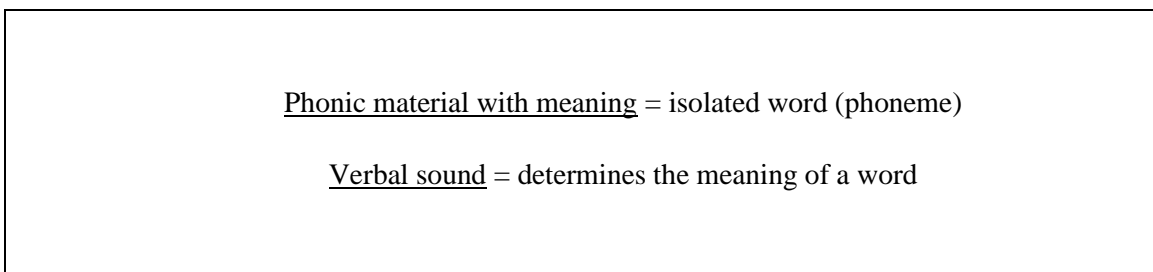 Phonic material with meaning = isolated word (phoneme)
Verbal sound = determines the meaning of a word